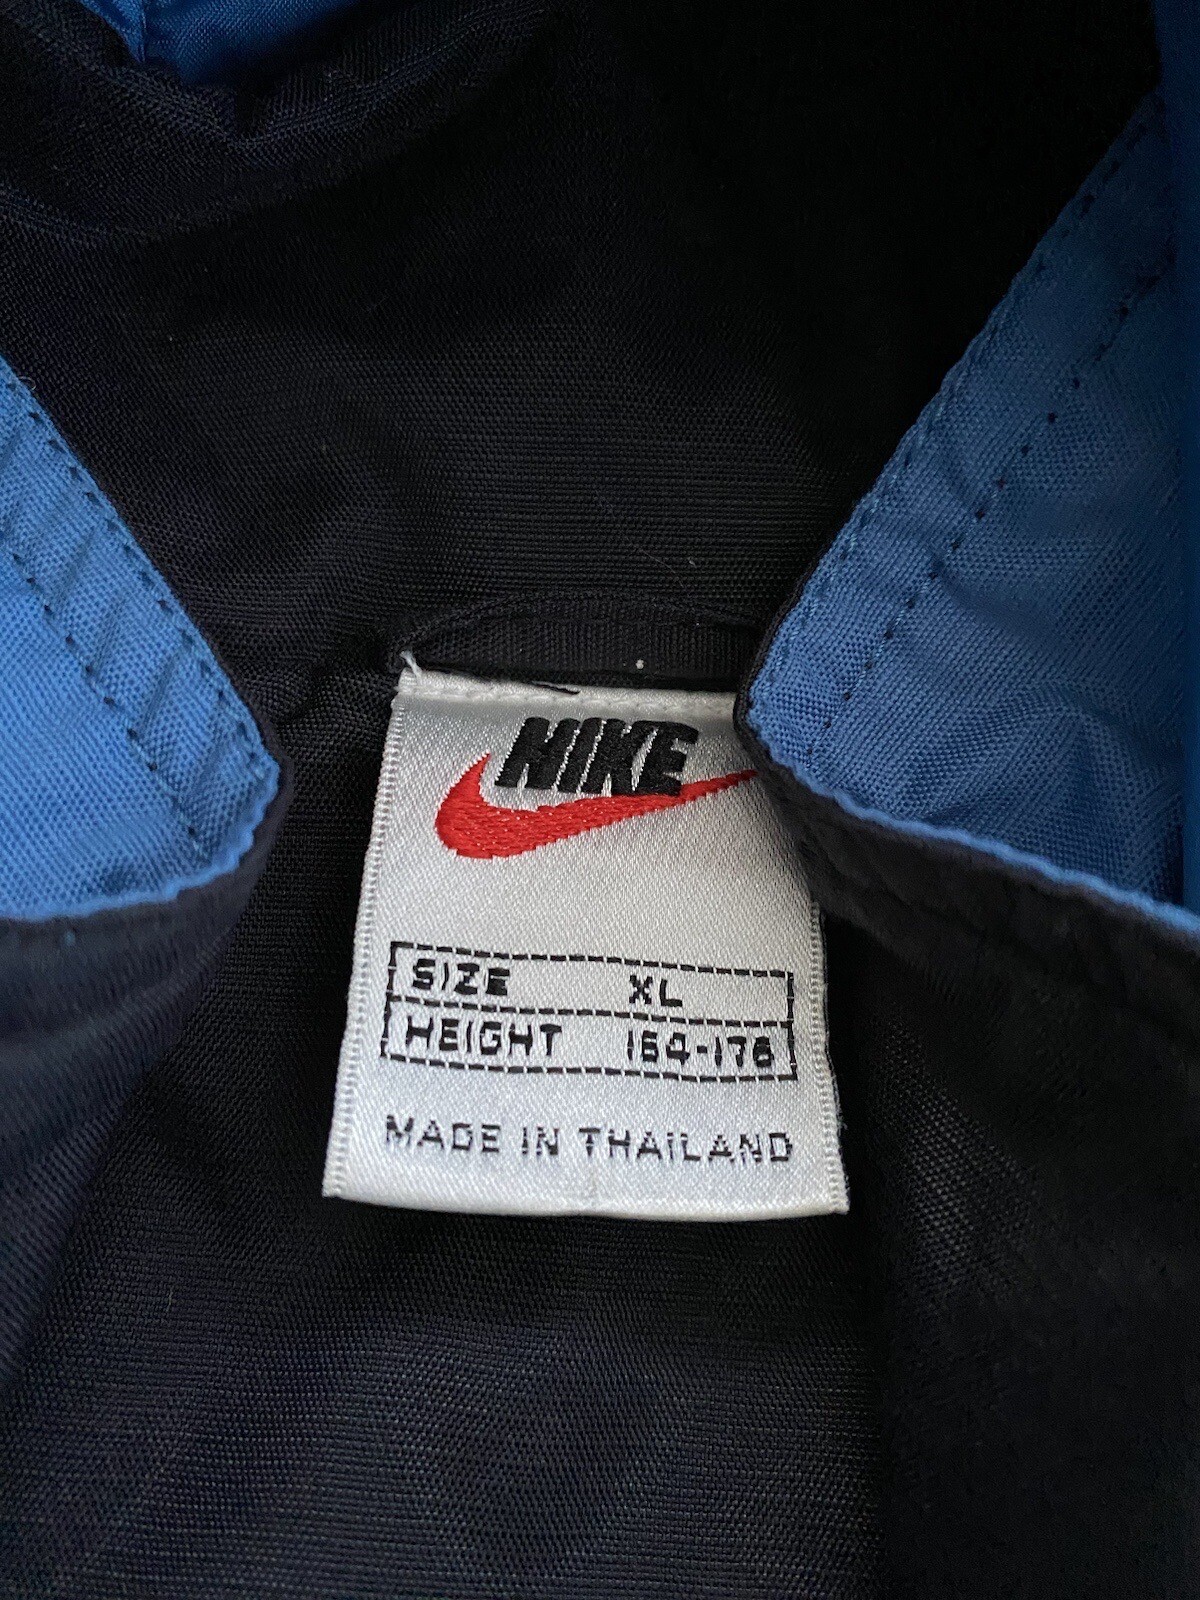 NIKE
SIZE XL
HEIGHT 164-176
MADE IN THAILAND